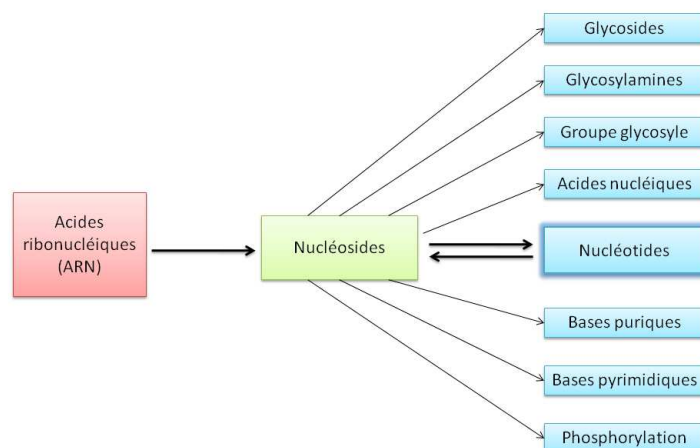 Acides
ribonucléiques
(ARN)
Nucléosides
Glycosides
Glycosylamines
Groupe glycosyle
Acides nucléiques
Nucléotides
Bases puriques
Bases pyrimidiques
Phosphorylation